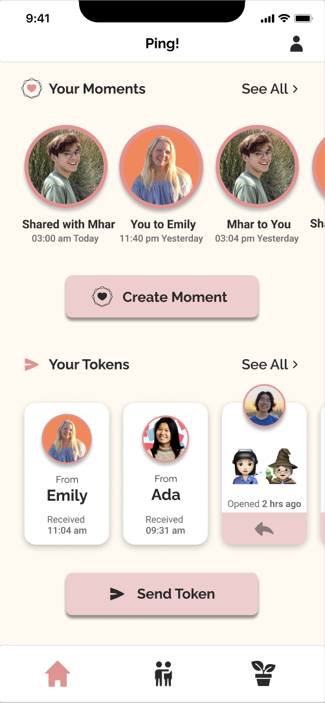 9:41
Ping!
Your Moments
See All >
Shared with Mhar
03:00 am Today
You to Emily
11:40 pm Yesterday
Mhar to You
03:04 pm Yesterday
Sha
Create Moment
Your Tokens
See All >
From
Emily
Received
11:04 am
From
Ada
Received
09:31 am
Opened 2 hrs ago
Send Token